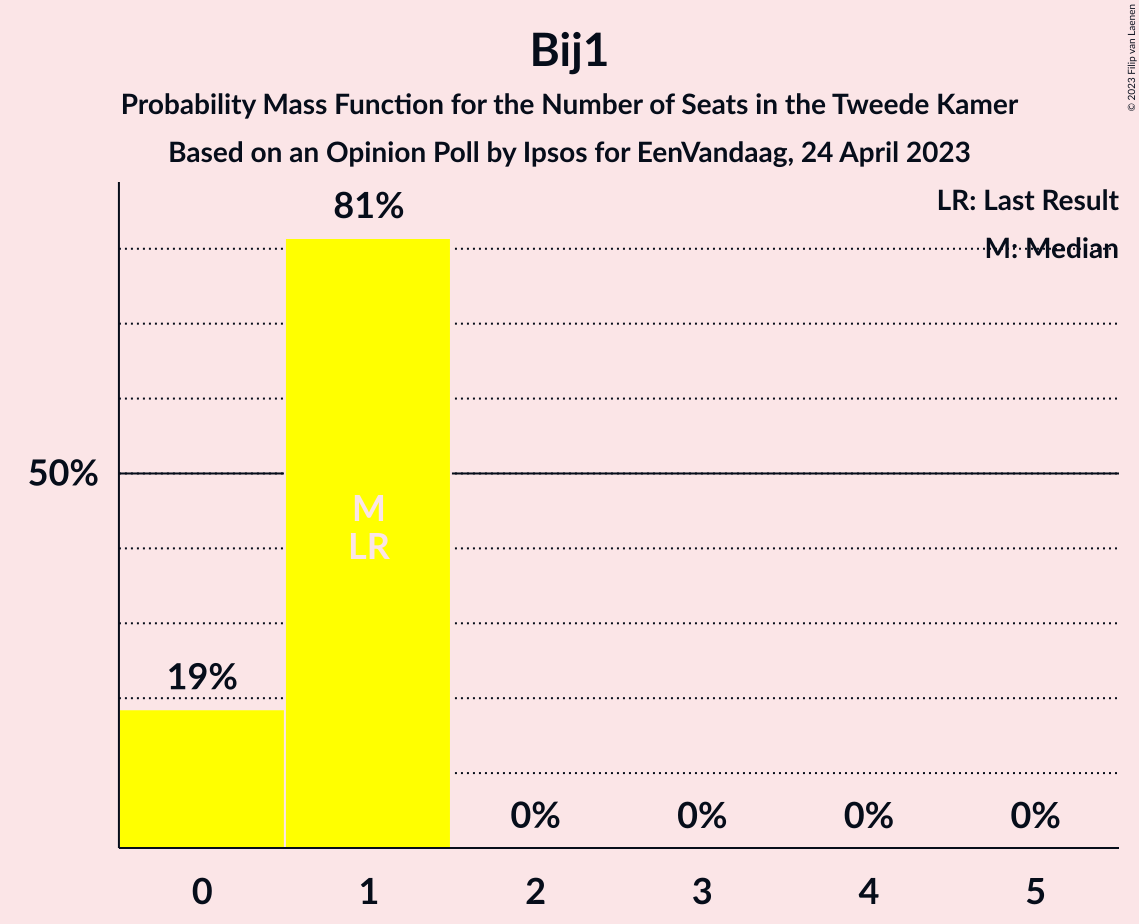 Bij1
Probability Mass Function for the Number of Seats in the Tweede Kamer
Based on an Opinion Poll by Ipsos for EenVandaag, 24 April 2023
© 2023 Filip van Laenen
LR: Last Result
M: Median
81%
50%
M
LR
19%
0% 0% 0% 0%
0 1 2 3 4 5